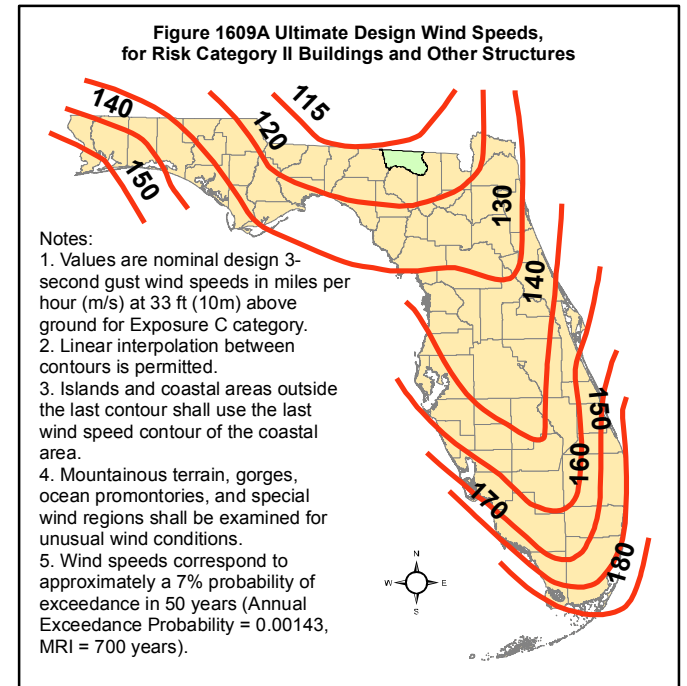 Figure 1609A Ultimate Design Wind Speeds,
for Risk Category II Buildings and Other Structures
140
115
120
150
130
140
150
160
170
180
Notes:
1. Values are nominal design 3-
second gust wind speeds in miles per
hour (m/s) at 33 ft (10m) above
ground for Exposure C category.
2. Linear interpolation between
contours is permitted.
3. Islands and coastal areas outside
the last contour shall use the last
wind speed contour of the coastal
area.
4. Mountainous terrain, gorges,
ocean promontories, and special
wind regions shall be examined for
unusual wind conditions.
5. Wind speeds correspond to
approximately a 7% probability of
exceedance in 50 years (Annual
Exceedance Probability = 0.00143,
MRI = 700 years).
N
W E
S